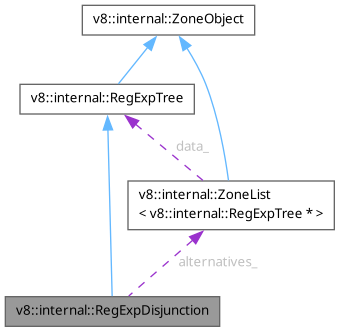 v8::internal::ZoneObject
v8::internal::RegExpTree
data_
v8::internal::ZoneList
< v8::internal::RegExpTree * >
alternatives_
v8::internal::RegExpDisjunction